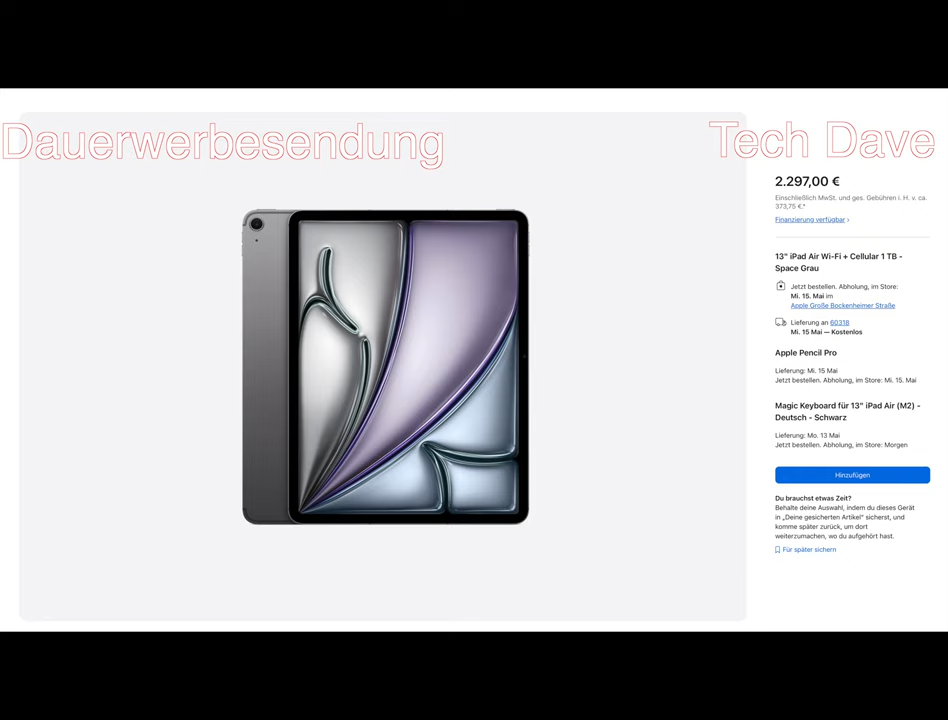 Dauerwerbesendung
Tech Dave
2.297,00 €
Einschließlich MwSt. und ges. Gebühren i. H. v. ca.
373,75 €.*
Finanzierung verfügbar ›
13" iPad Air Wi-Fi + Cellular 1 TB -
Space Grau
Jetzt bestellen. Abholung, im Store:
Mi. 15. Mai im
Apple Große Bockenheimer Straße
Lieferung an 60318
Mi. 15 Mai — Kostenlos
Apple Pencil Pro
Lieferung: Mi. 15 Mai
Jetzt bestellen. Abholung, im Store: Mi. 15. Mai
Magic Keyboard für 13" iPad Air (M2) -
Deutsch - Schwarz
Lieferung: Mo. 13 Mai
Jetzt bestellen. Abholung, im Store: Morgen
Hinzufügen
Du brauchst etwas Zeit?
Behalte deine Auswahl, indem du dieses Gerät
in „Deine gesicherten Artikel“ sicherst, und
komme später zurück, um dort
weiterzumachen, wo du aufgehört hast.
Für später sichern